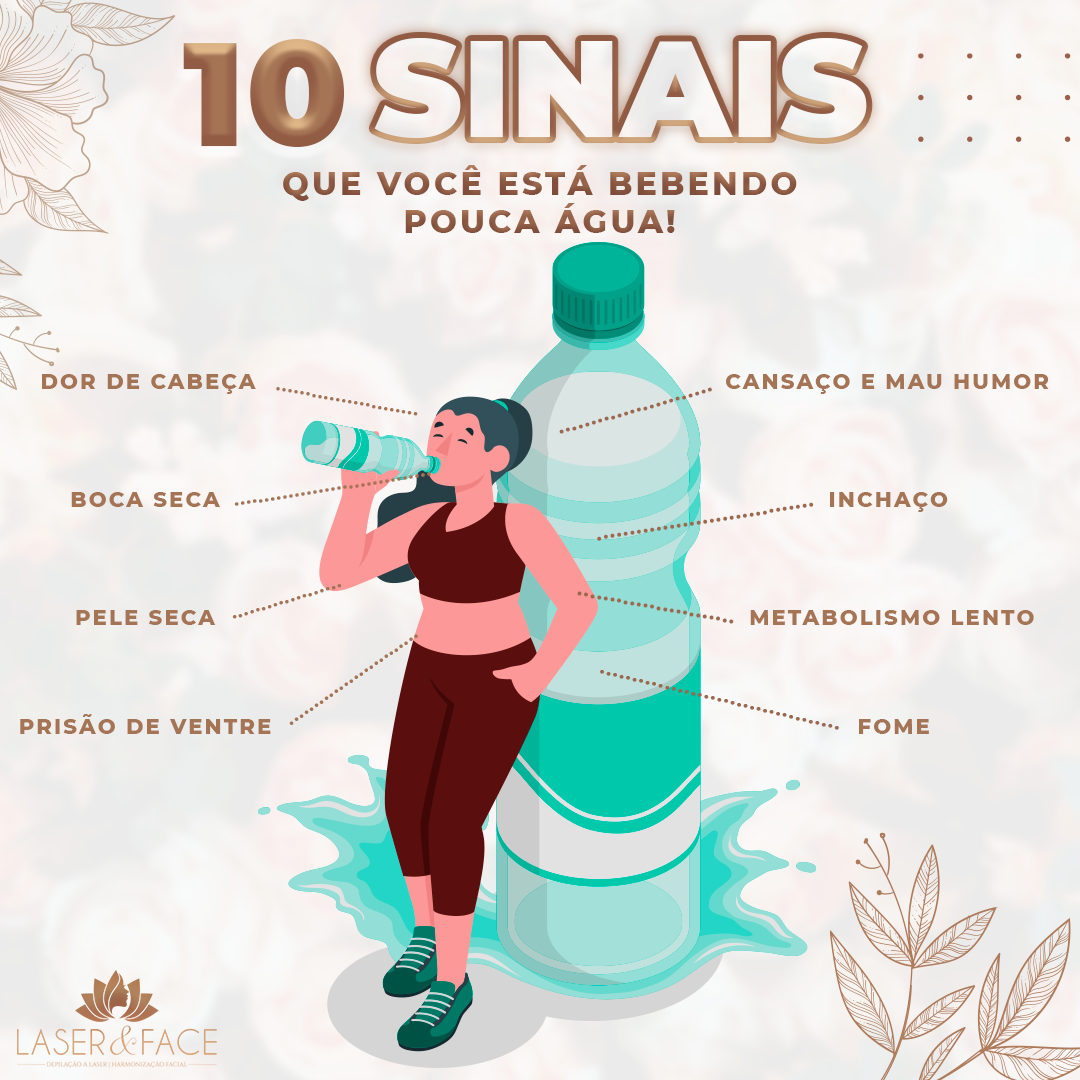 10 SINAIS
QUE VOCÊ ESTÁ BEBENDO
POUCA ÁGUA!
DOR DE CABEÇA
CANSAÇO E MAU HUMOR
BOCA SECA
INCHAÇO
PELE SECA
METABOLISMO LENTO
PRISÃO DE VENTRE
FOME
LASER&FACE
DEPILAÇÃO A LASER | HARMONIZAÇÃO FACIAL